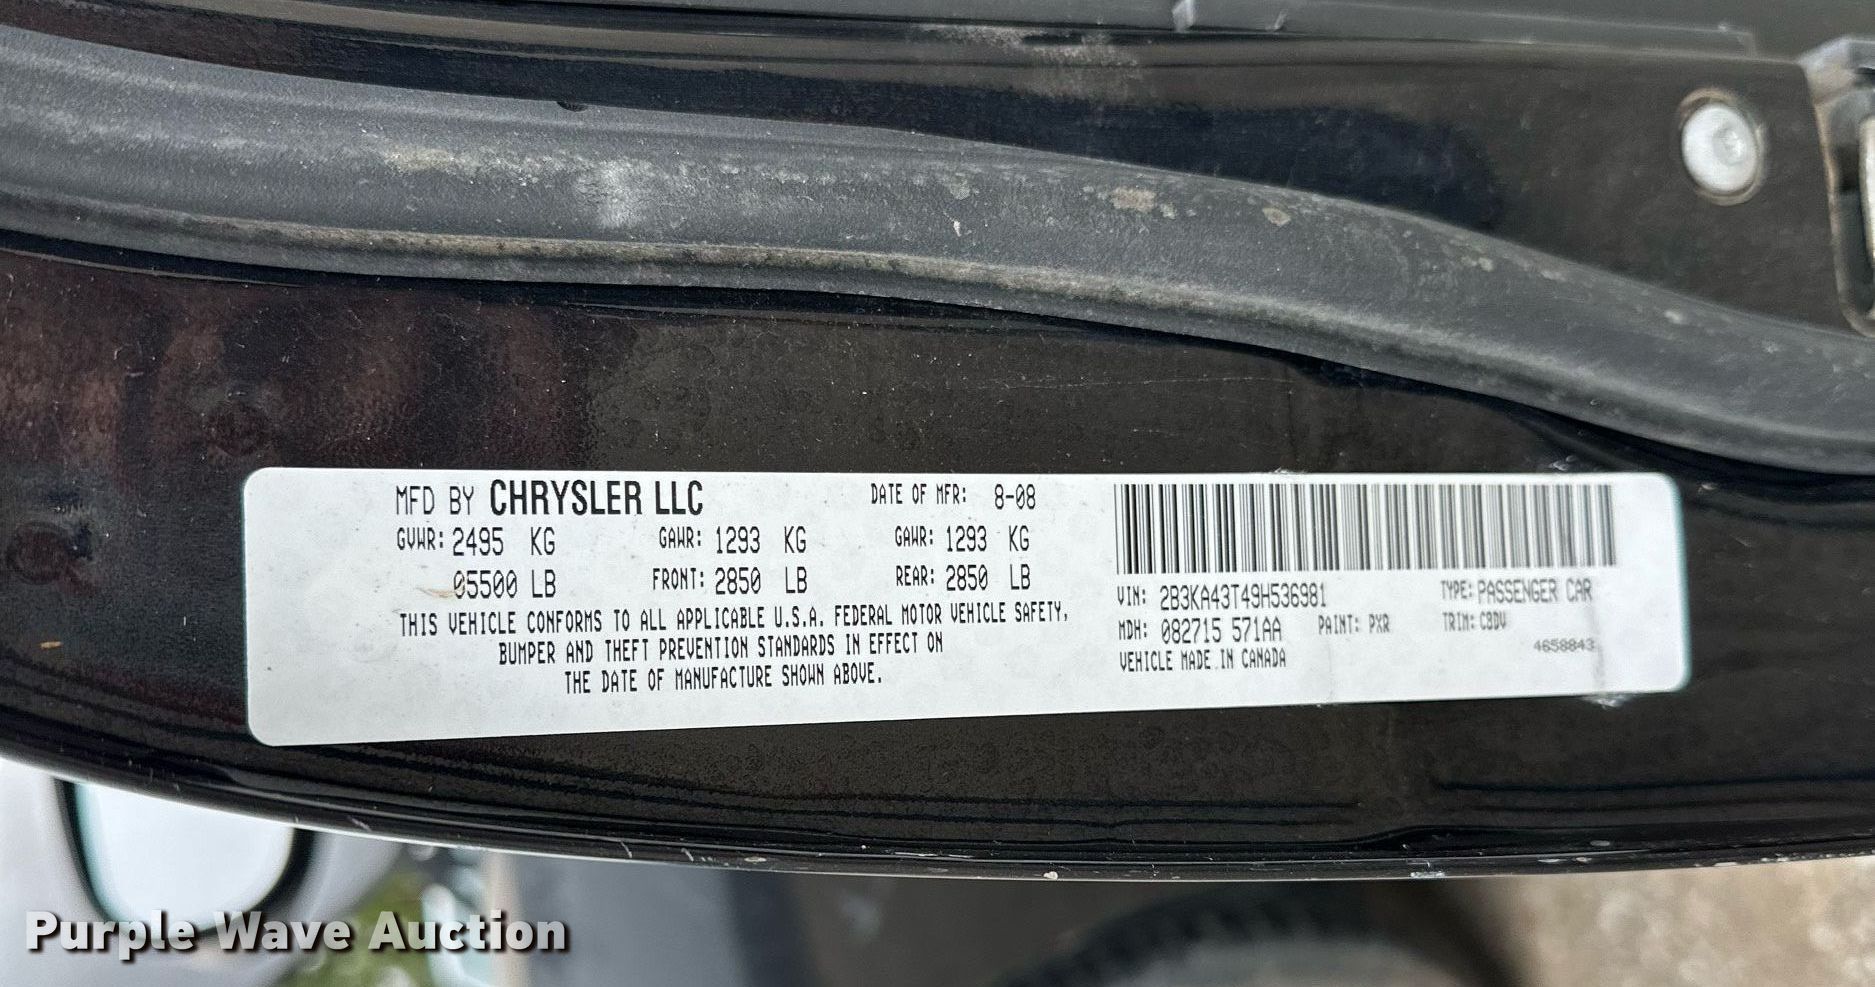 MFD BY CHRYSLER LLC DATE OF MFR: 8-08
GVWR: 2495 KG GAWR: 1293 KG GAWR: 1293 KG
05500 LB FRONT: 2850 LB REAR: 2850 LB
THIS VEHICLE CONFORMS TO ALL APPLICABLE U.S.A. FEDERAL MOTOR VEHICLE SAFETY,
BUMPER AND THEFT PREVENTION STANDARDS IN EFFECT ON
THE DATE OF MANUFACTURE SHOWN ABOVE.
VIN: 2B3KA43T49H536981 TYPE: PASSENGER CAR
MDH: 082715 571AA PAINT: PXR TRIM: CBDV
VEHICLE MADE IN CANADA 4658843
Purple Wave Auction